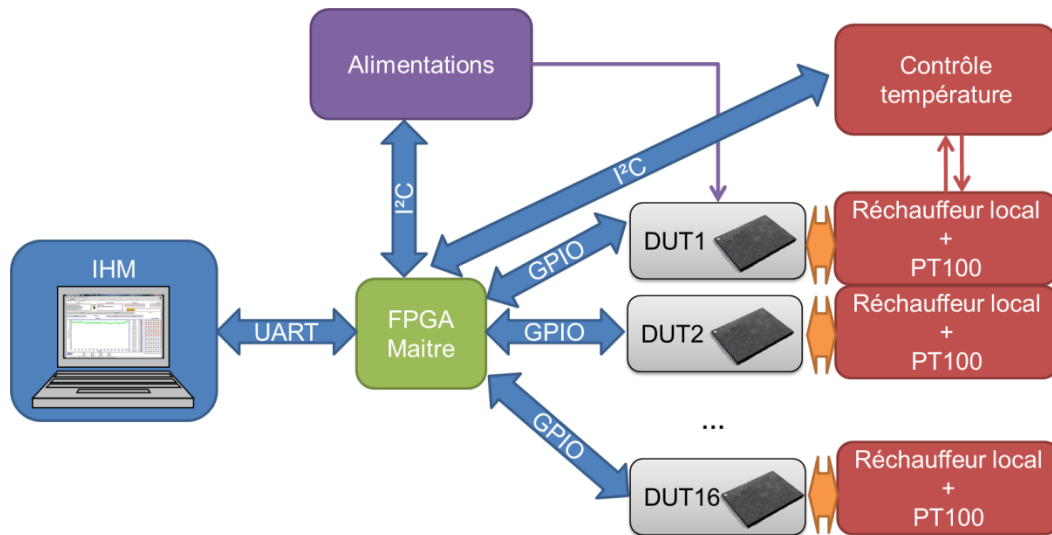 Alimentations
Contrôle
température
I²C
I²C
IHM
UART
FPGA
Maitre
GPIO
DUT1
Réchauffeur local
+
PT100
GPIO
DUT2
Réchauffeur local
+
PT100
...
GPIO
DUT16
Réchauffeur local
+
PT100